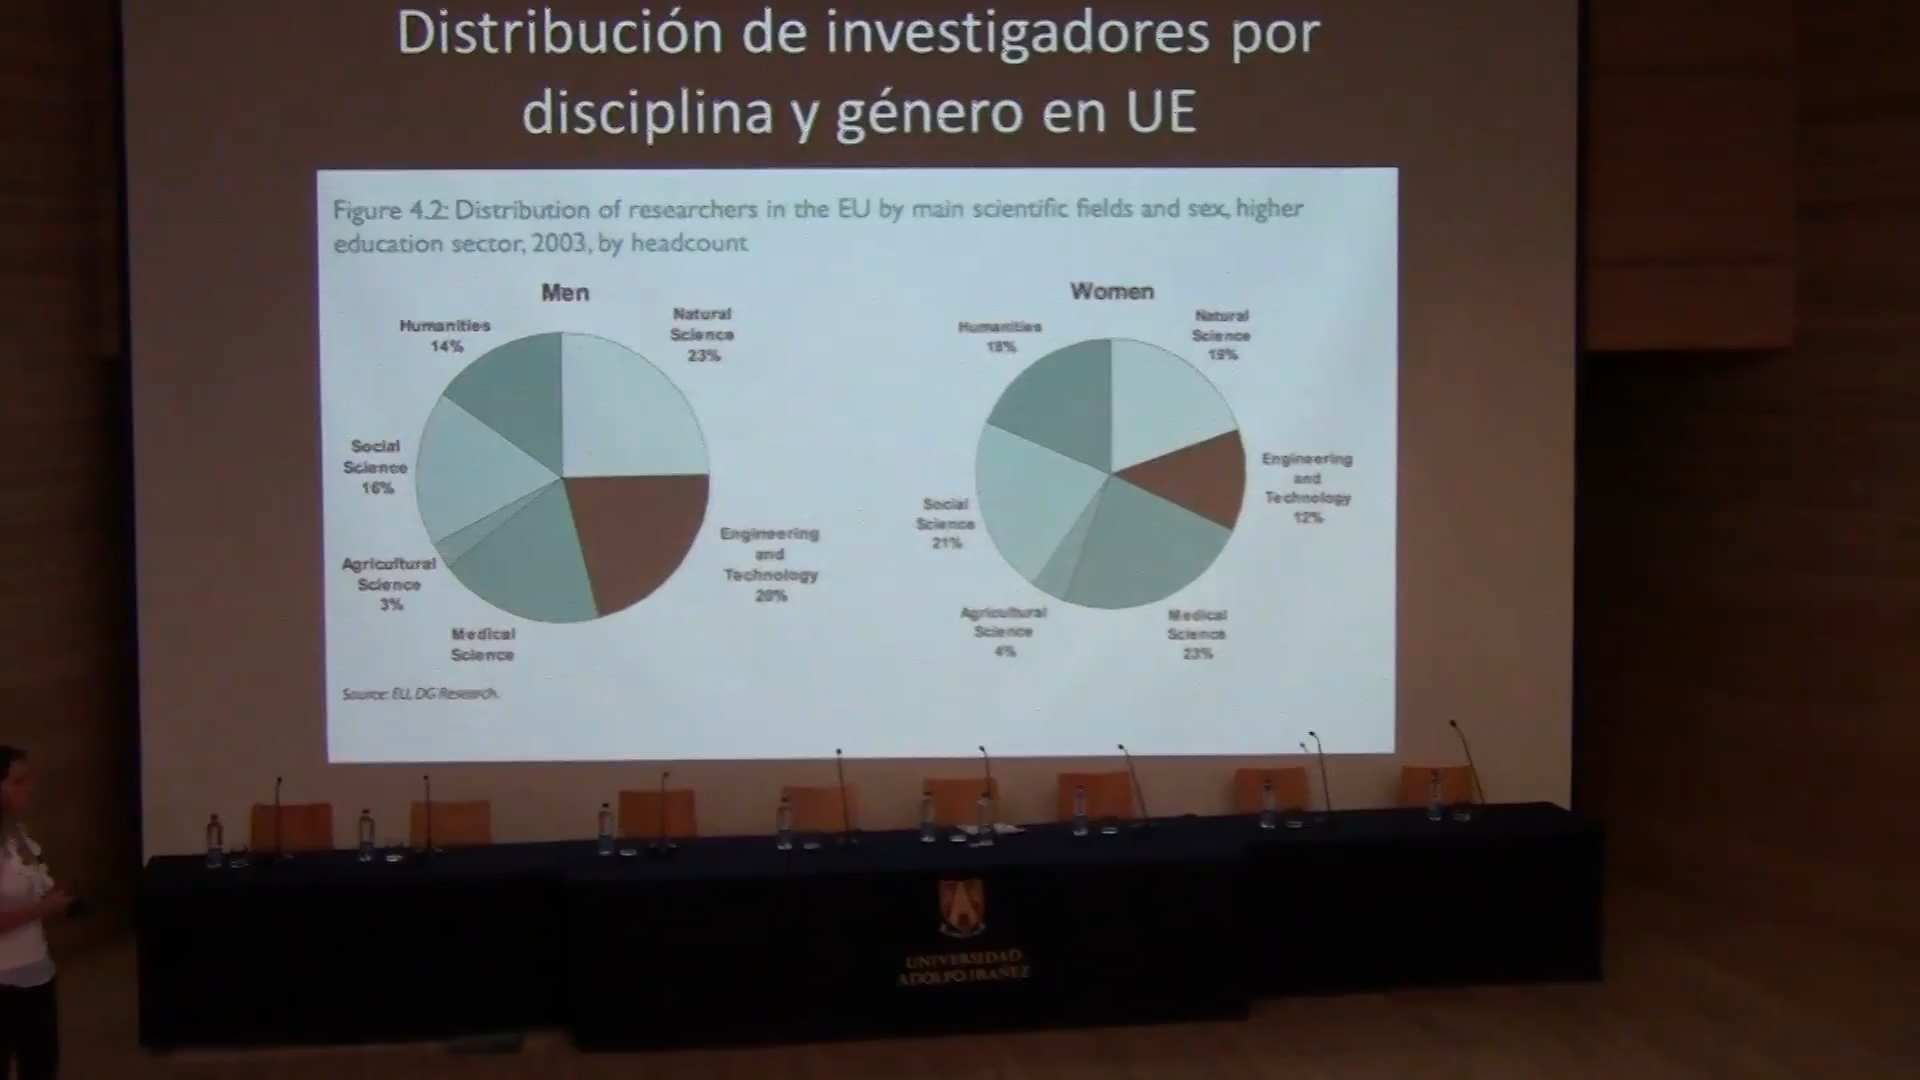 Distribución de investigadores por
disciplina y género en UE
Figure 4.2: Distribution of researchers in the EU by main scientific fields and sex, higher
education sector, 2003, by headcount
Men
Humanities
14%
Natural
Science
23%
Social
Science
16%
Engineering
and
Technology
20%
Agricultural
Science
3%
Medical
Science
Women
Humanities
18%
Natural
Science
19%
Engineering
and
Technology
12%
Social
Science
21%
Agricultural
Science
4%
Medical
Science
23%
Source: EU, DG Research.
UNIVERSIDAD
ADOLFO IBAÑEZ